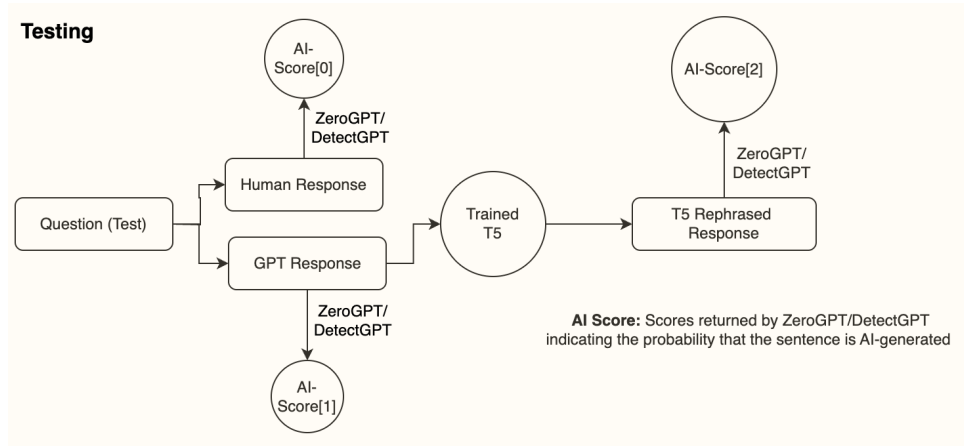 Testing
AI-
Score[0]
AI-Score[2]
ZeroGPT/
DetectGPT
ZeroGPT/
DetectGPT
Human Response
Question (Test)
Trained
T5
T5 Rephrased
Response
GPT Response
ZeroGPT/
DetectGPT
AI Score: Scores returned by ZeroGPT/DetectGPT
indicating the probability that the sentence is AI-generated
AI-
Score[1]